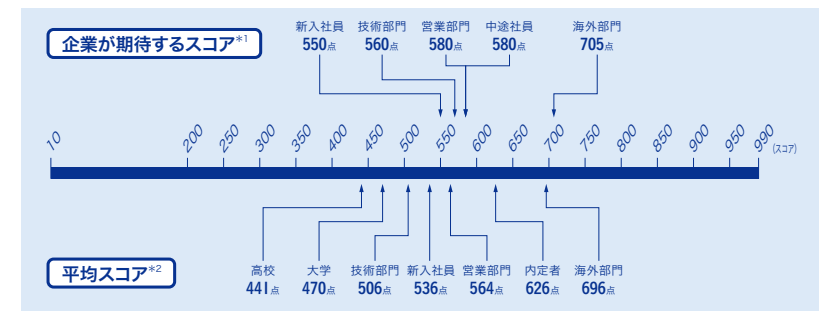 企業が期待するスコア*1
新入社員 技術部門 営業部門 中途社員 海外部門
550点 560点 580点 580点 705点
10 200 250 300 350 400 450 500 550 600 650 700 750 800 850 900 950 990 (スコア)
平均スコア*2
高校 大学 技術部門 新入社員 営業部門 内定者 海外部門
441点 470点 506点 536点 564点 626点 696点